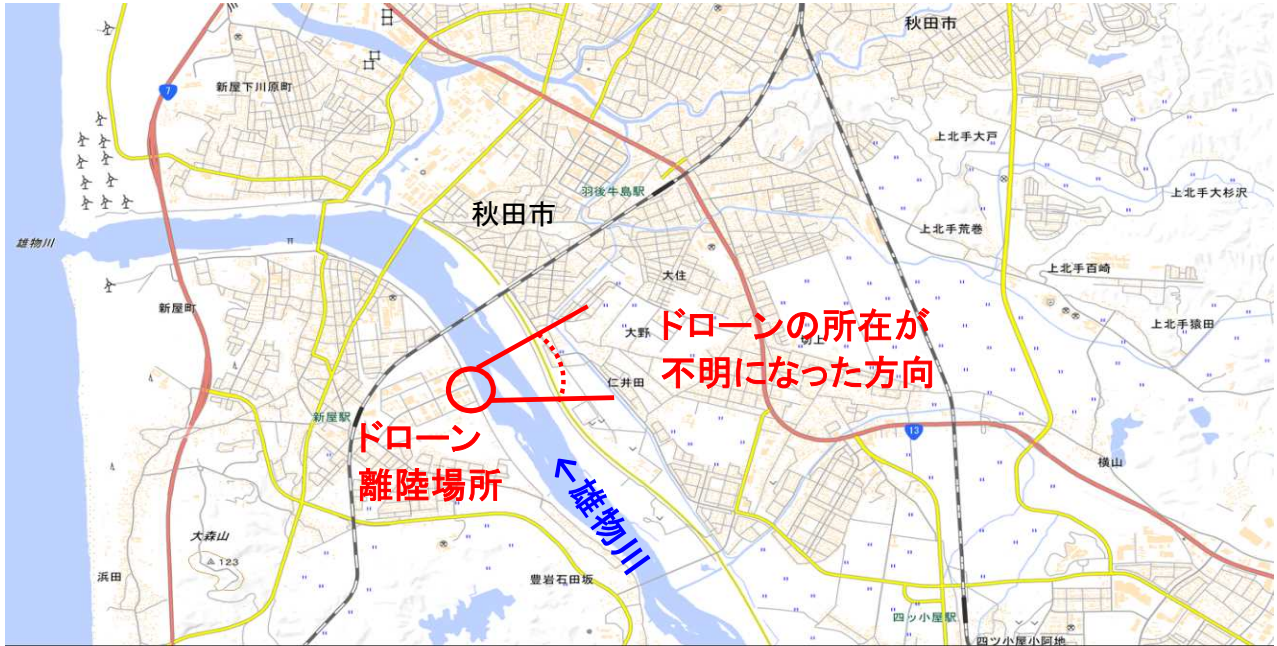 秋田市
7
新屋下川原町
上北手大戸
羽後牛島駅
上北手大杉沢
秋田市
上北手荒巻
雄物川
大住
上北手百崎
新屋町
大野
ドローンの所在が
不明になった方向
切上
上北手猿田
仁井田
新屋駅
ドローン
離陸場所
13
横山
←雄物川
大森山
123
浜田
豊岩石田坂
四ッ小屋駅
四ツ小屋小阿地